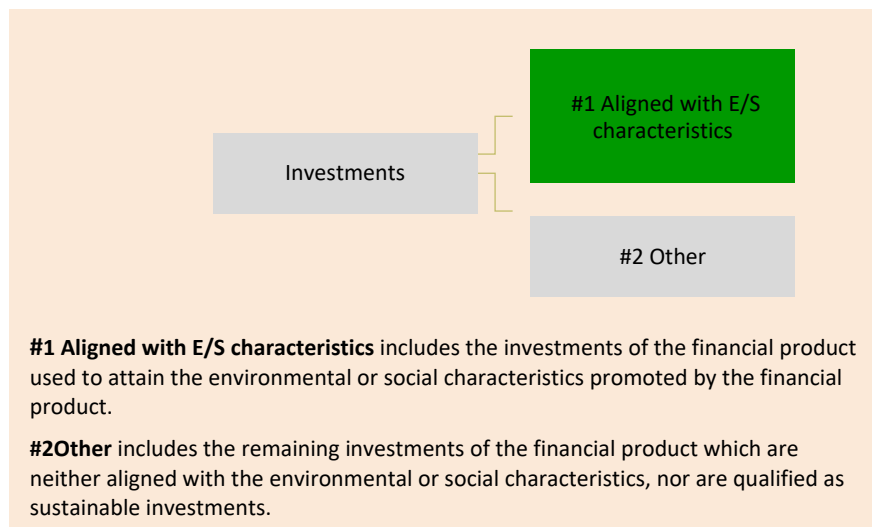 #1 Aligned with E/S
characteristics
Investments
#2 Other
#1 Aligned with E/S characteristics includes the investments of the financial product
used to attain the environmental or social characteristics promoted by the financial
product.
#2Other includes the remaining investments of the financial product which are
neither aligned with the environmental or social characteristics, nor are qualified as
sustainable investments.